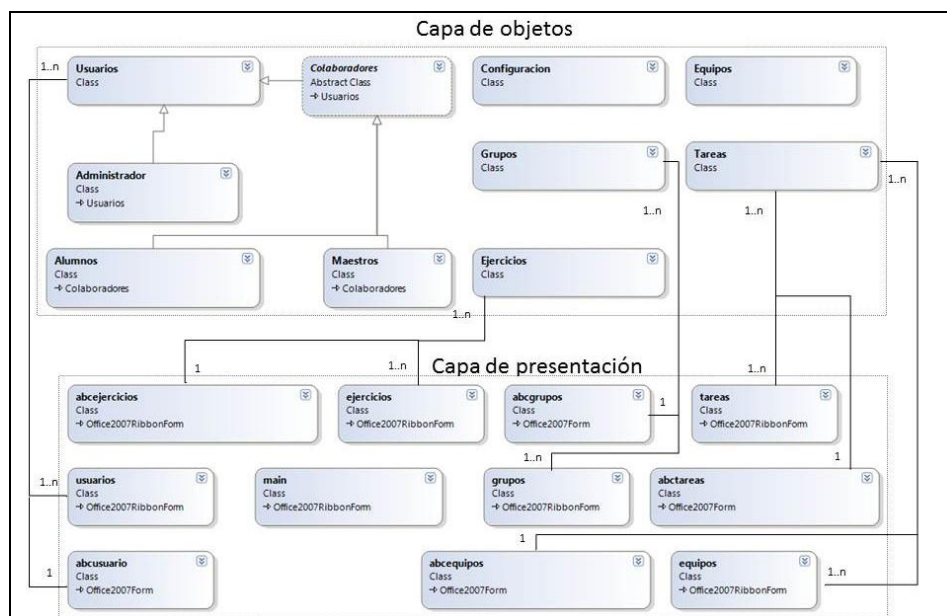 Capa de objetos
1..n
Usuarios
Class
Colaboradores
Abstract Class
Usuarios
Configuracion
Class
Equipos
Class
Administrador
Class
Usuarios
Grupos
Class
Tareas
Class
1..n
1..n
1..n
Alumnos
Class
Colaboradores
Maestros
Class
Colaboradores
Ejercicios
Class
1..n
Capa de presentación
1
1..n
1..n
abcejercicios
Class
Office2007RibbonForm
ejercicios
Class
Office2007RibbonForm
abcgrupos
Class
Office2007Form
1
tareas
Class
Office2007RibbonForm
1..n
1
1..n
usuarios
Class
Office2007RibbonForm
main
Class
Office2007RibbonForm
grupos
Class
Office2007RibbonForm
abctareas
Class
Office2007Form
1
1
abcusuario
Class
Office2007Form
abcequipos
Class
Office2007RibbonForm
equipos
Class
Office2007RibbonForm
1..n